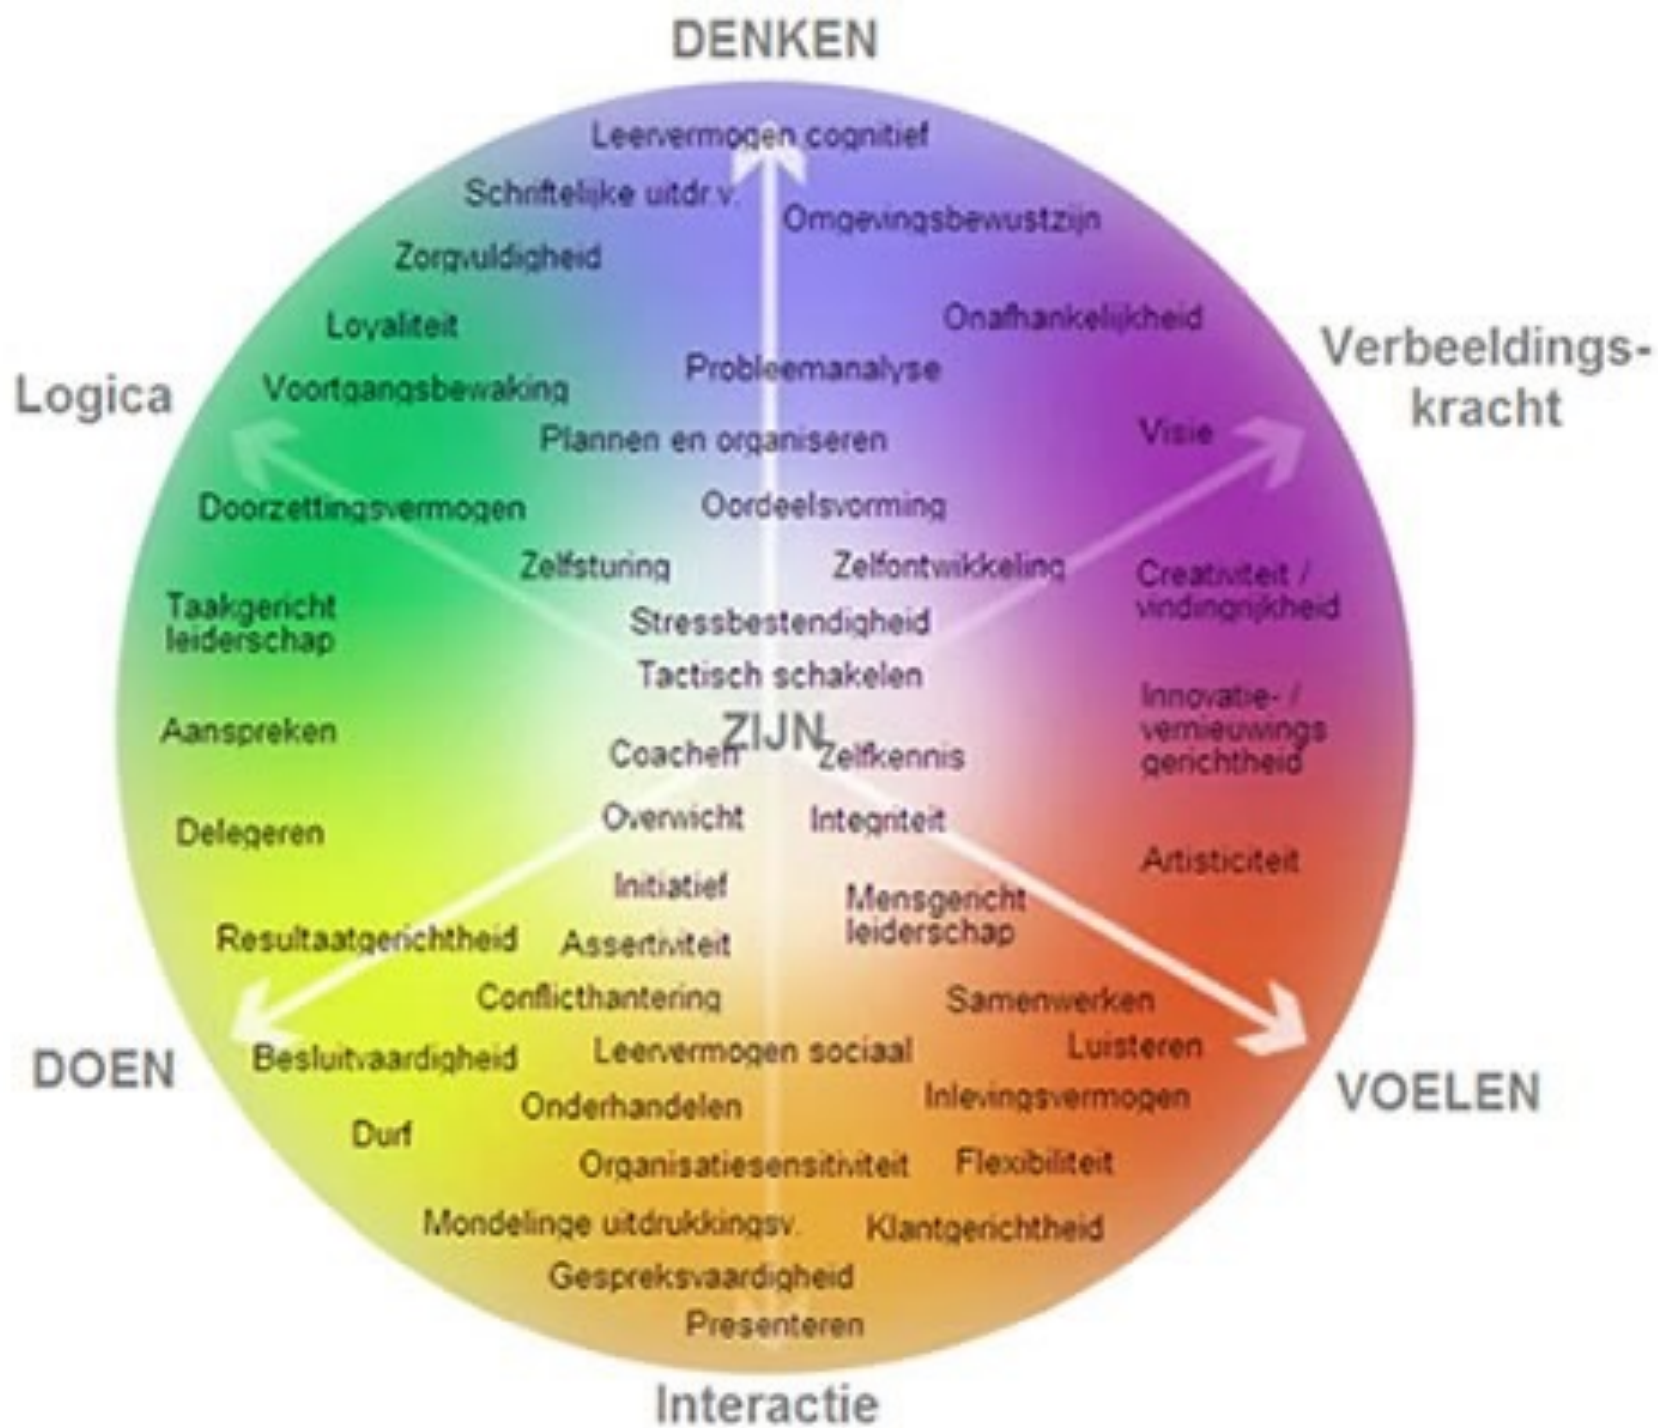 DENKEN
Leervermogen cognitief
Schriftelijke uitdr.v.
Omgevingsbewustzijn
Zorgvuldigheid
Onafhankelijkheid
Loyaliteit
Verbeeldings-
kracht
Probleemanalyse
Logica
Voortgangsbewaking
Visie
Plannen en organiseren
Doorzettingsvermogen
Oordeelsvorming
Zelfsturing
Zelfontwikkeling
Creativiteit /
vindingrijkheid
Taakgericht
leiderschap
Stressbestendigheid
Tactisch schakelen
Innovatie- /
vernieuwings
gerichtheid
Aanspreken
ZIJN
Coachen
Zelfkennis
Delegeren
Overwicht
Integriteit
Artisticiteit
Initiatief
Mensgericht
leiderschap
Resultaatgerichtheid
Assertiviteit
Conflicthantering
Samenwerken
DOEN
Besluitvaardigheid
Leervermogen sociaal
Luisteren
VOELEN
Onderhandelen
Inlevingsvermogen
Durf
Organisatiesensitiviteit
Flexibiliteit
Mondelinge uitdrukkingsv.
Klantgerichtheid
Gespreksvaardigheid
Presenteren
Interactie